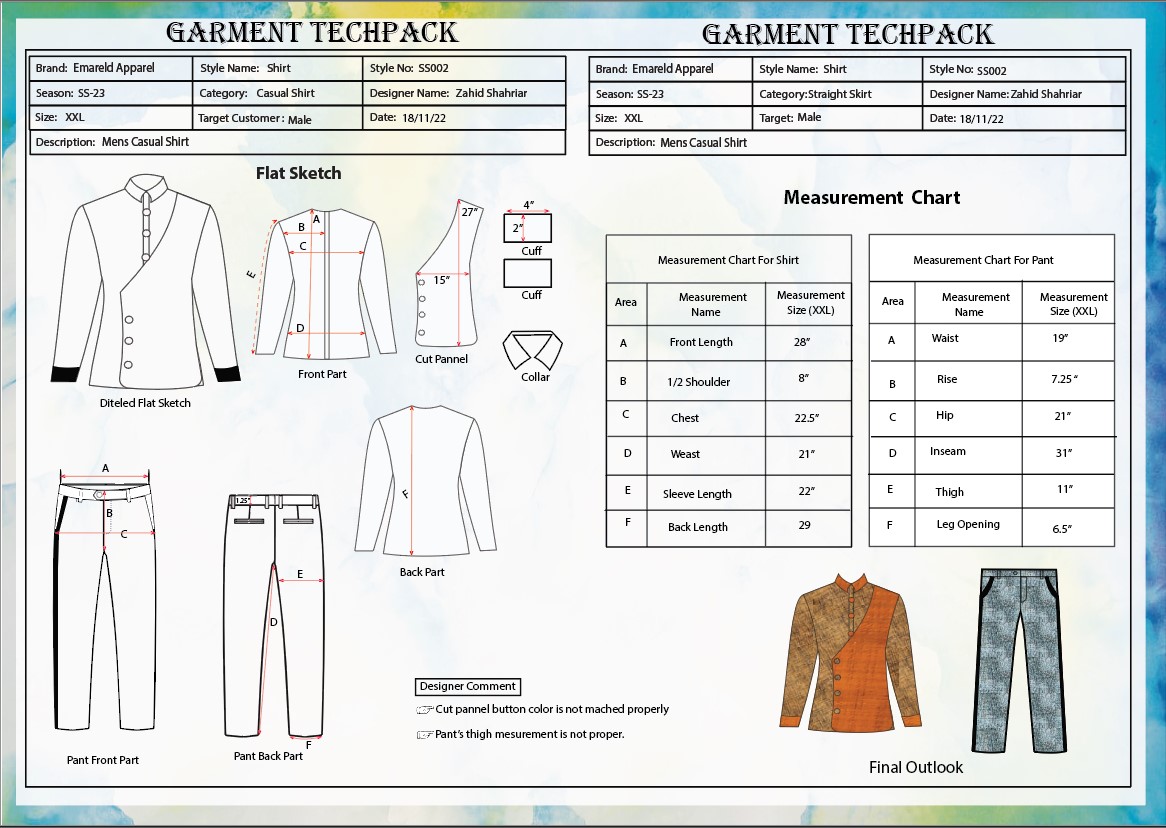 GARMENT TECHPACK
Brand: Emareld Apparel Style Name: Shirt Style No: SS002
Season: SS-23 Category: Casual Shirt Designer Name: Zahid Shahriar
Size: XXL Target Customer : Male Date: 18/11/22
Description: Mens Casual Shirt
Flat Sketch
Diteled Flat Sketch
A
B
C
E
D
Front Part
27”
15”
Cut Pannel
4”
2”
Cuff
Cuff
Collar
F
Back Part
A
B
C
Pant Front Part
1.25"
E
D
F
Pant Back Part
Designer Comment
Cut pannel button color is not mached properly
Pant’s thigh mesurement is not proper.
GARMENT TECHPACK
Brand: Emareld Apparel Style Name: Shirt Style No: SS002
Season: SS-23 Category:Straight Skirt Designer Name:Zahid Shahriar
Size: XXL Target: Male Date: 18/11/22
Description: Mens Casual Shirt
Measurement Chart
Measurement Chart For Shirt
Area Measurement Name Measurement Size (XXL)
A Front Length 28”
B 1/2 Shoulder 8”
C Chest 22.5”
D Weast 21”
E Sleeve Length 22”
F Back Length 29
Measurement Chart For Pant
Area Measurement Name Measurement Size (XXL)
A Waist 19”
B Rise 7.25 “
C Hip 21”
D Inseam 31”
E Thigh 11”
F Leg Opening 6.5”
Final Outlook